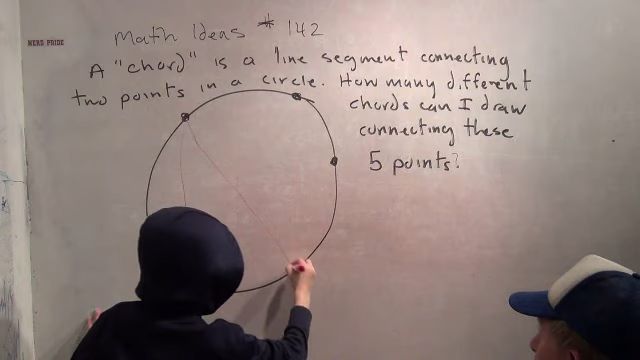 NERD PRIDE
Math Ideas # 142
A "chord" is a line segment connecting
two points in a circle. How many different
chords can I draw
connecting these
5 points?